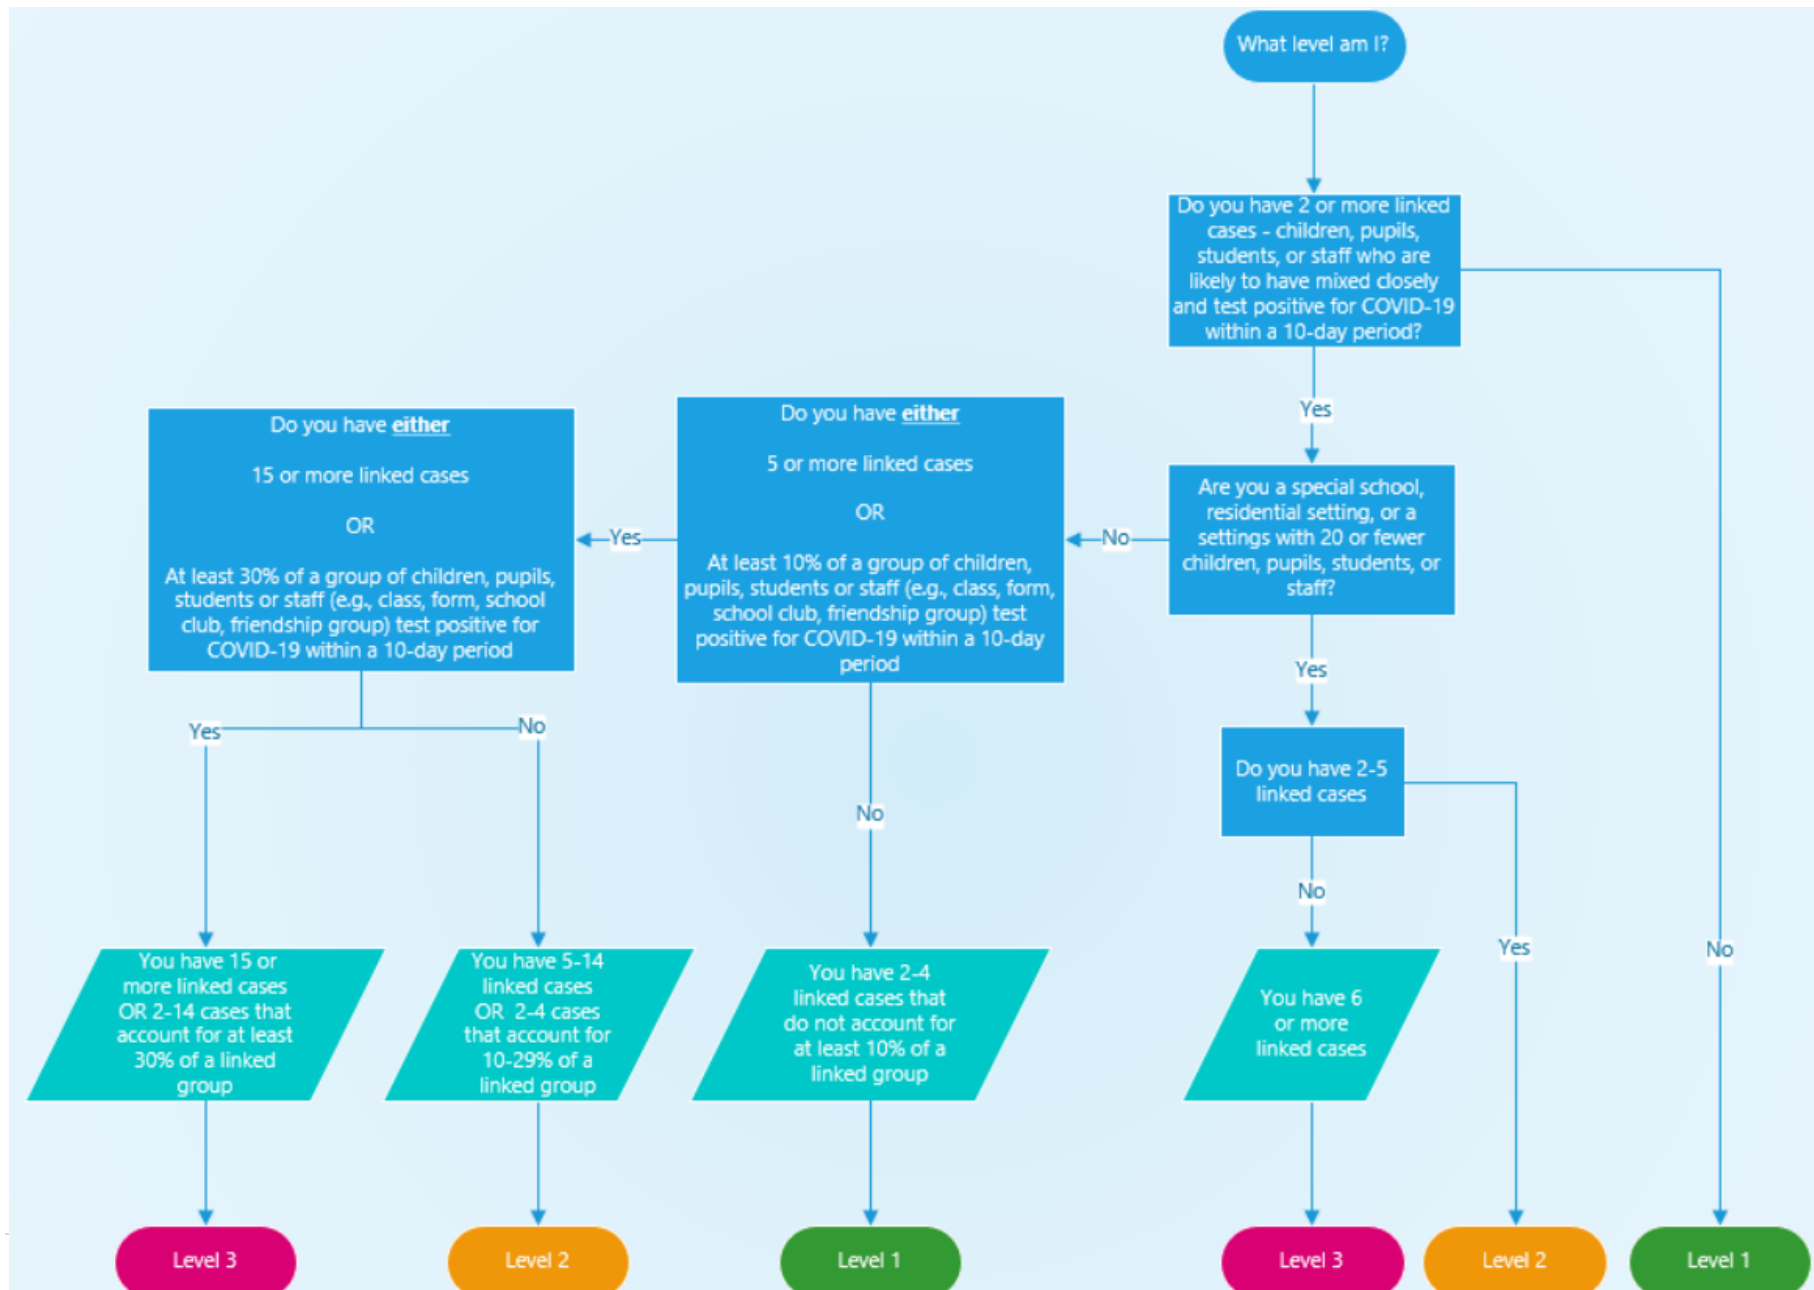 What level am I?
Do you have 2 or more linked
cases - children, pupils,
students, or staff who are
likely to have mixed closely
and test positive for COVID-19
within a 10-day period?
Yes
No
Are you a special school,
residential setting, or a
settings with 20 or fewer
children, pupils, students, or
staff?
No
Yes
Do you have either
5 or more linked cases
OR
At least 10% of a group of children,
pupils, students or staff (e.g., class, form,
school club, friendship group) test
positive for COVID-19 within a 10-day
period
Yes
No
Do you have either
15 or more linked cases
OR
At least 30% of a group of children, pupils,
students or staff (e.g., class, form, school
club, friendship group) test positive for
COVID-19 within a 10-day period
Yes
No
Do you have 2-5
linked cases
No
Yes
You have 15 or
more linked cases
OR 2-14 cases that
account for at least
30% of a linked
group
You have 5-14
linked cases
OR 2-4 cases
that account for
10-29% of a
linked group
You have 2-4
linked cases that
do not account for
at least 10% of a
linked group
You have 6
or more
linked cases
Level 3
Level 2
Level 1
Level 3
Level 2
Level 1